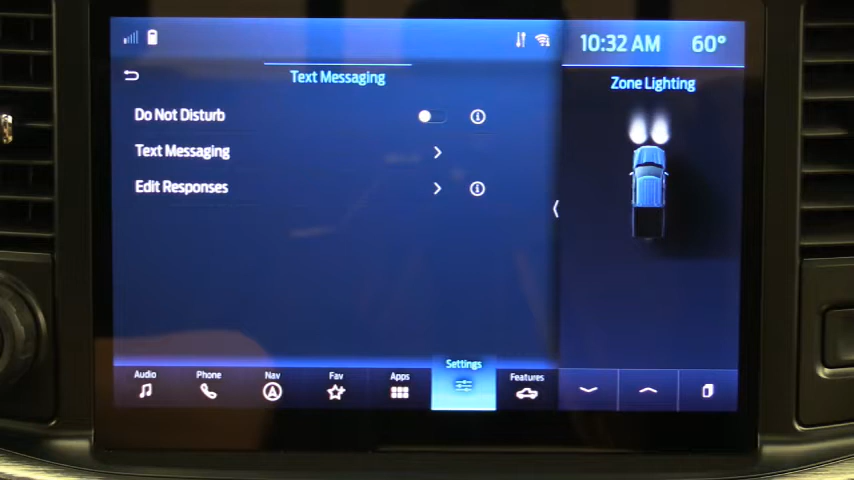 10:32 AM 60°
Text Messaging
Zone Lighting
Do Not Disturb
Text Messaging
Edit Responses
Audio
Phone
Nav
Fav
Apps
Settings
Features